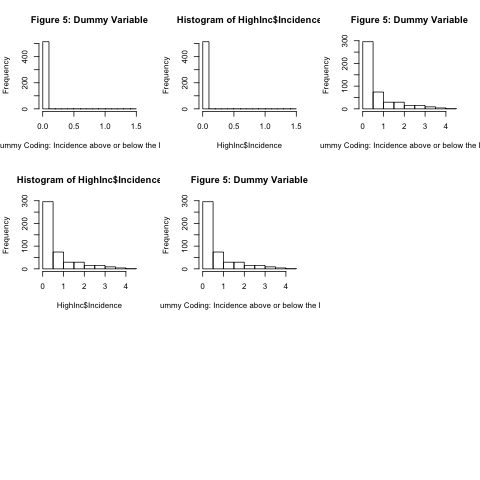 Figure 5: Dummy Variable
Frequency
0 200 400
0.0 0.5 1.0 1.5
ummy Coding: Incidence above or below the
Histogram of HighInc$Incidence
Frequency
0 200 400
0.0 0.5 1.0 1.5
HighInc$Incidence
Figure 5: Dummy Variable
Frequency
0 100 200 300
0 1 2 3 4
ummy Coding: Incidence above or below the
Histogram of HighInc$Incidence
Frequency
0 100 200 300
0 1 2 3 4
HighInc$Incidence
Figure 5: Dummy Variable
Frequency
0 100 200 300
0 1 2 3 4
ummy Coding: Incidence above or below the